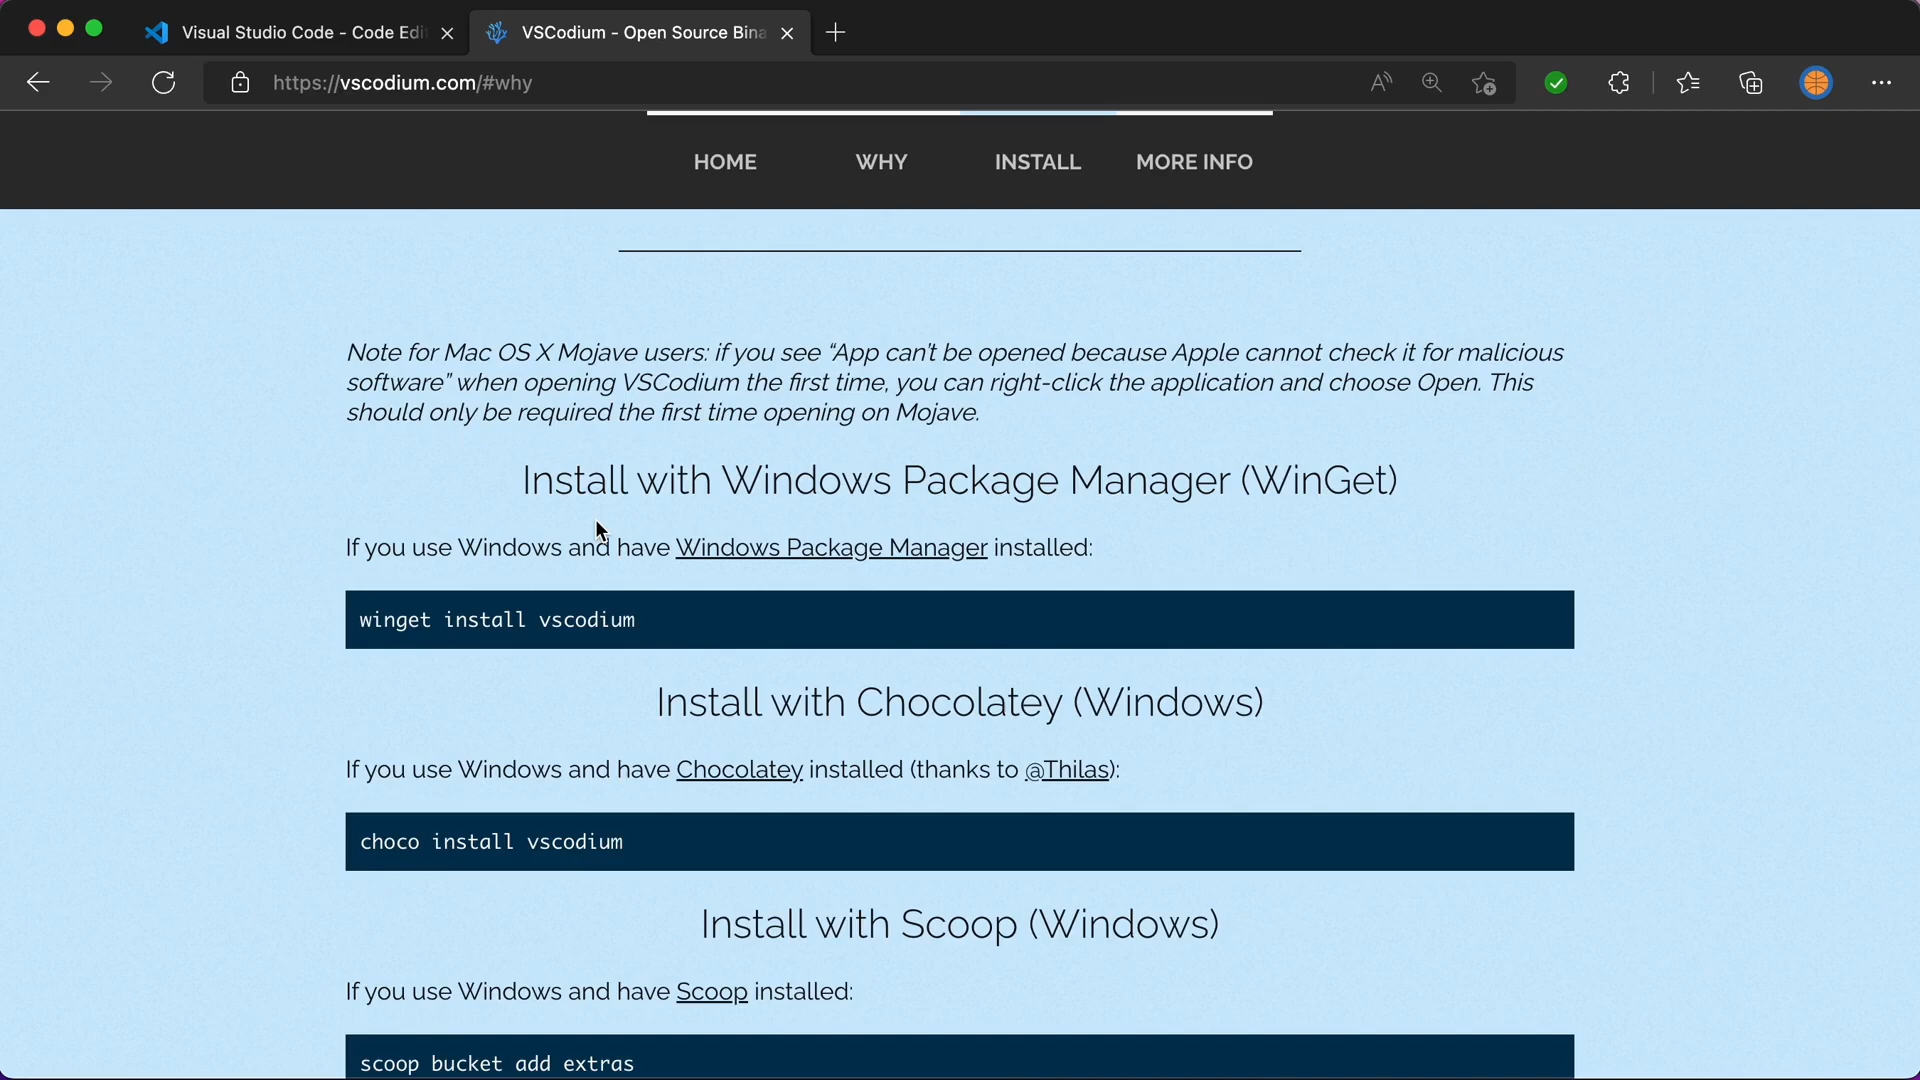 Visual Studio Code - Code Edi
VSCodium - Open Source Bina
https://vscodium.com/#why
HOME
WHY
INSTALL
MORE INFO
Note for Mac OS X Mojave users: if you see “App can’t be opened because Apple cannot check it for malicious
software” when opening VSCodium the first time, you can right-click the application and choose Open. This
should only be required the first time opening on Mojave.
Install with Windows Package Manager (WinGet)
If you use Windows and have Windows Package Manager installed:
winget install vscodium
Install with Chocolatey (Windows)
If you use Windows and have Chocolatey installed (thanks to @Thilas):
choco install vscodium
Install with Scoop (Windows)
If you use Windows and have Scoop installed:
scoop bucket add extras